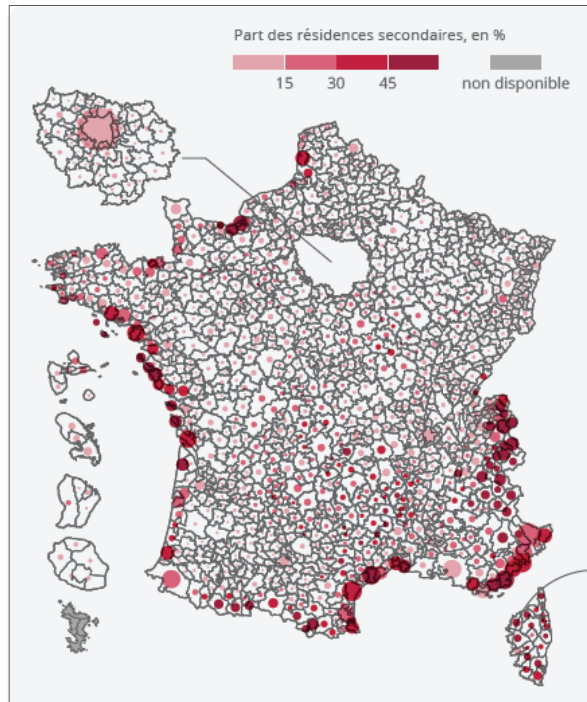 Part des résidences secondaires, en %
15 30 45 non disponible